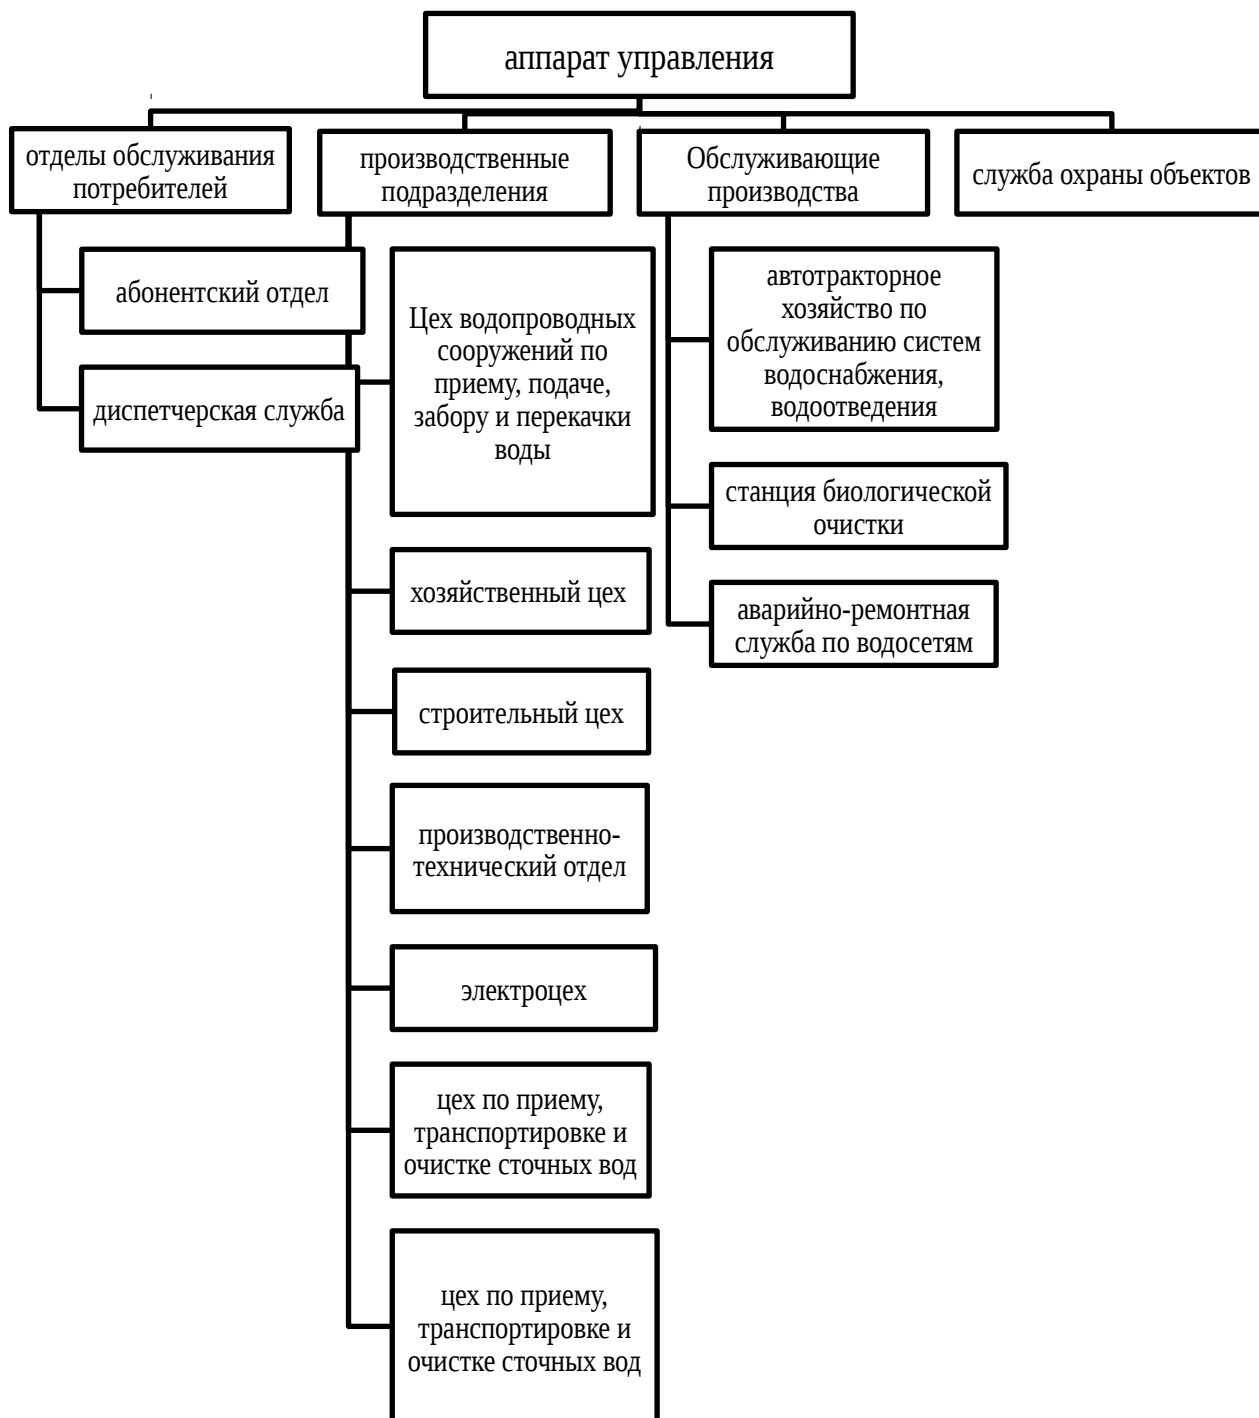 аппарат управления
отделы обслуживания
потребителей
производственные
подразделения
Обслуживающие
производства
служба охраны объектов
абонентский отдел
диспетчерская служба
Цех водопроводных
сооружений по
приему, подаче,
забору и перекачки
воды
хозяйственный цех
строительный цех
производственно-
технический отдел
электроцех
цех по приему,
транспортировке и
очистке сточных вод
цех по приему,
транспортировке и
очистке сточных вод
автотракторное
хозяйство по
обслуживанию систем
водоснабжения,
водоотведения
станция биологической
очистки
аварийно-ремонтная
служба по водосетям